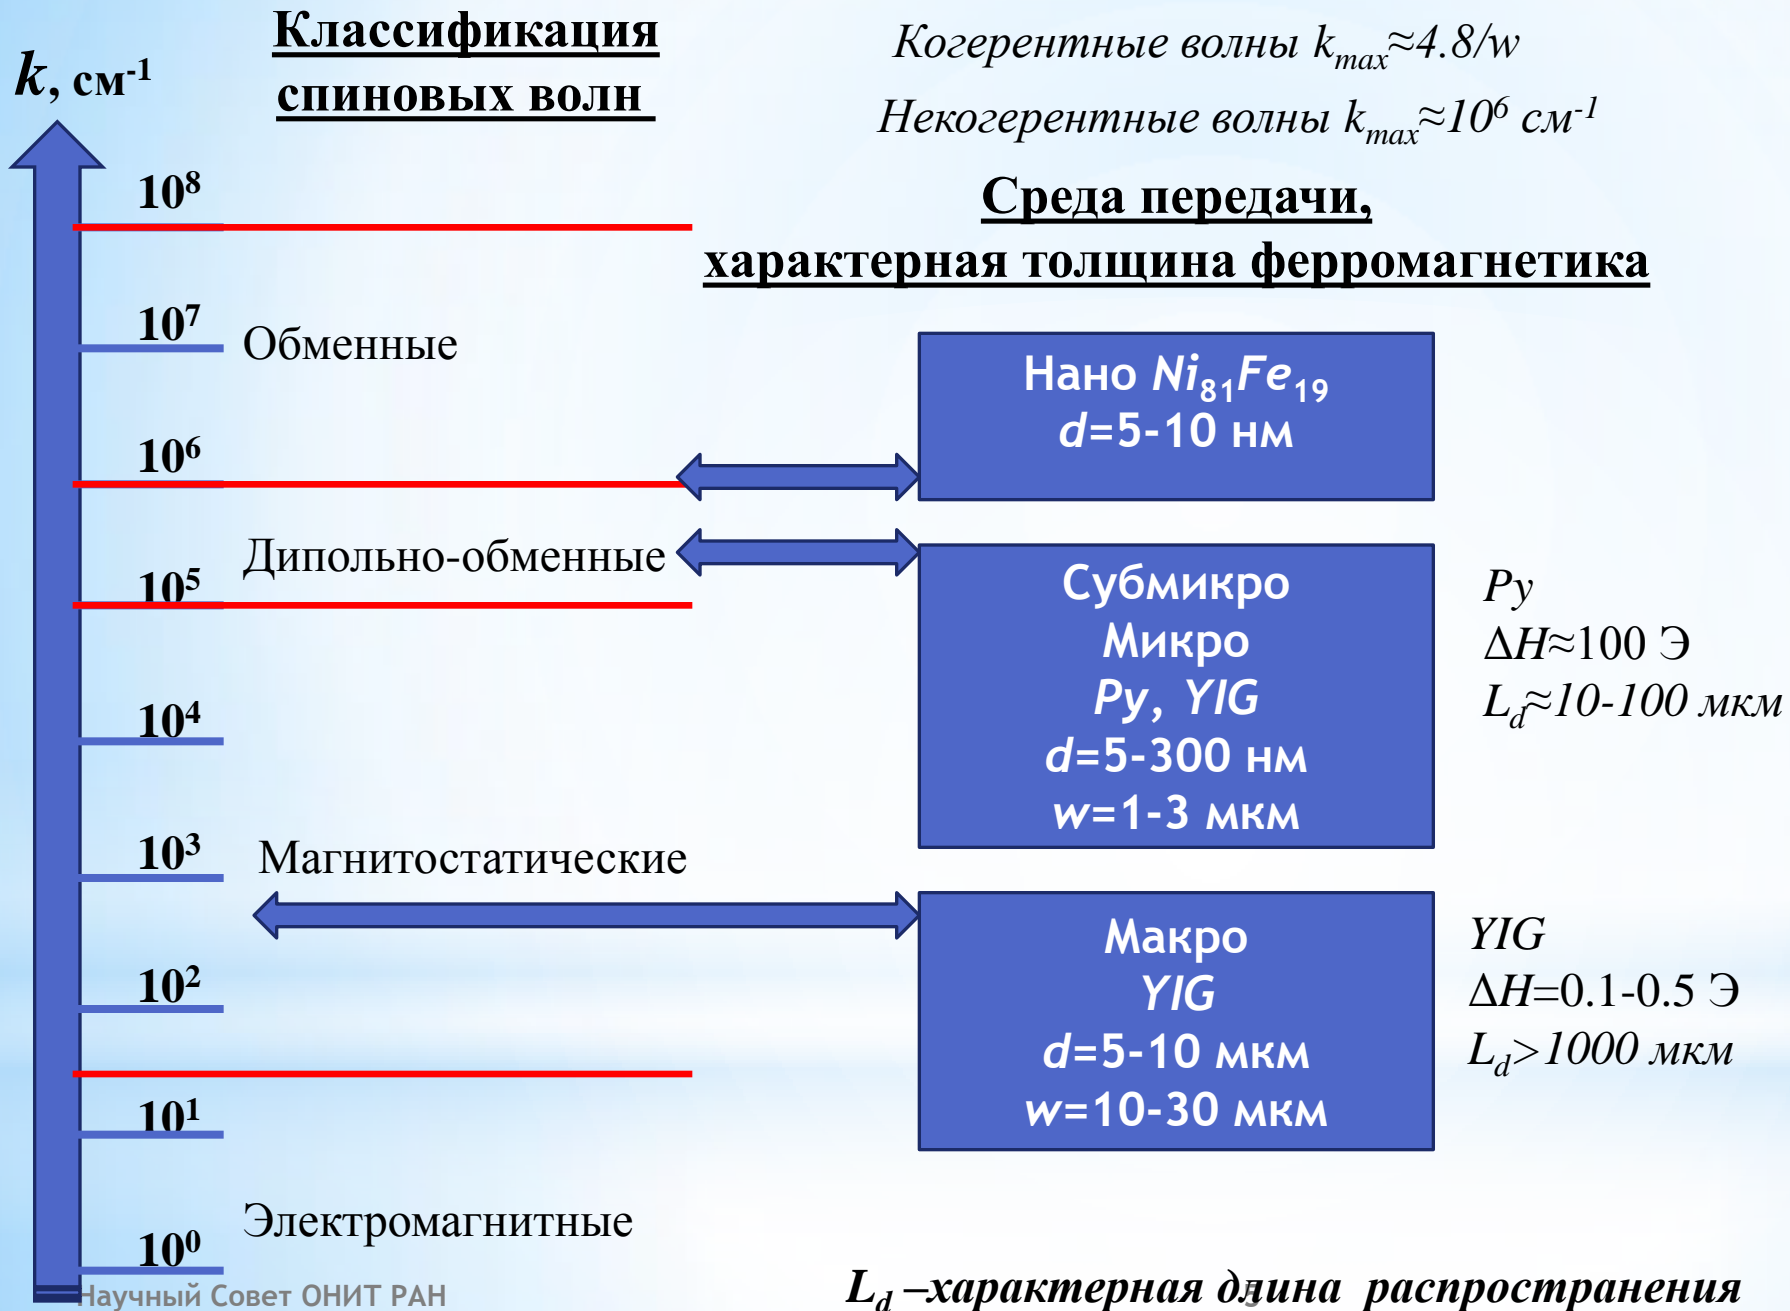 Классификация
спиновых волн
k, см⁻¹
Когерентные волны kₘₐₓ≈4.8/w
Некогерентные волны kₘₐₓ≈10⁶ см⁻¹
Среда передачи,
характерная толщина ферромагнетика
10⁸
10⁷
Обменные
10⁶
Дипольно-обменные
10⁵
10⁴
10³
Магнитостатические
10²
10¹
Электромагнитные
10⁰
Нано Ni₈₁Fe₁₉
d=5-10 нм
Субмикро
Микро
Py, YIG
d=5-300 нм
w=1-3 мкм
Py
ΔH≈100 Э
L_d≈10-100 мкм
Макро
YIG
d=5-10 мкм
w=10-30 мкм
YIG
ΔH=0.1-0.5 Э
L_d>1000 мкм
Научный Совет ОНИТ РАН
L_d –характерная длина распространения
5